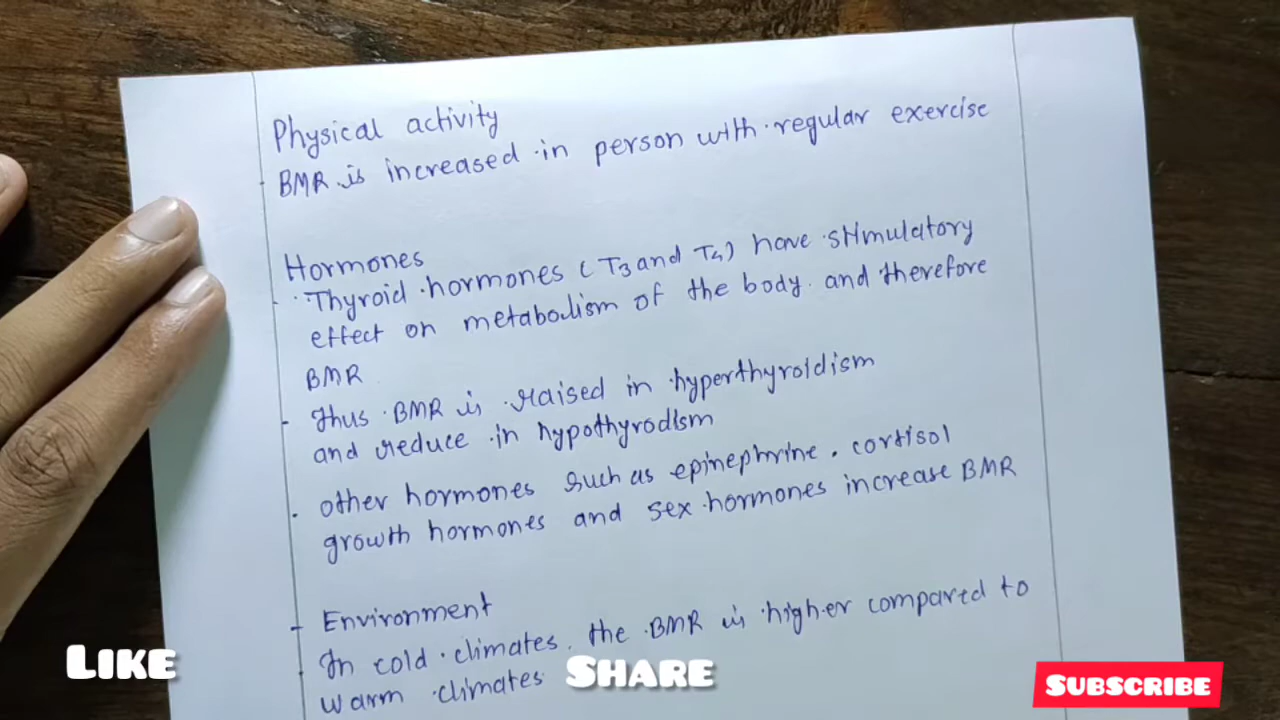 Physical activity
BMR is increased in person with regular exercise
Hormones
Thyroid hormones (T3 and T4) have stimulatory
effect on metabolism of the body and therefore
BMR
- Thus BMR is raised in hyperthyroidism
and reduce in hypothyrodism
. other hormones such as epinephrine, cortisol
growth hormones and sex hormones increase BMR
- Environment
. In cold climates, the BMR is higher compared to
warm climates
LIKE
SHARE
SUBSCRIBE